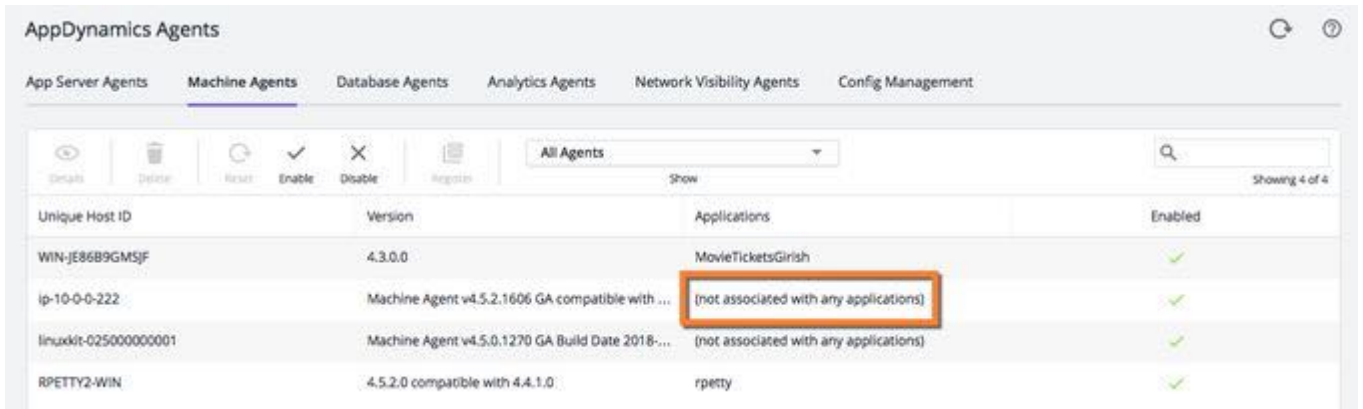 AppDynamics Agents
App Server Agents Machine Agents Database Agents Analytics Agents Network Visibility Agents Config Management
All Agents
Details Delete Reset Enable Disable Register Show Showing 4 of 4
Unique Host ID Version Applications Enabled
WIN-JE86B9GMSJF 4.3.0.0 MovieTicketsGirish
ip-10-0-0-222 Machine Agent v4.5.2.1606 GA compatible with ... (not associated with any applications)
linuxkit-025000000001 Machine Agent v4.5.0.1270 GA Build Date 2018-... (not associated with any applications)
RPETTY2-WIN 4.5.2.0 compatible with 4.4.1.0 rpetty